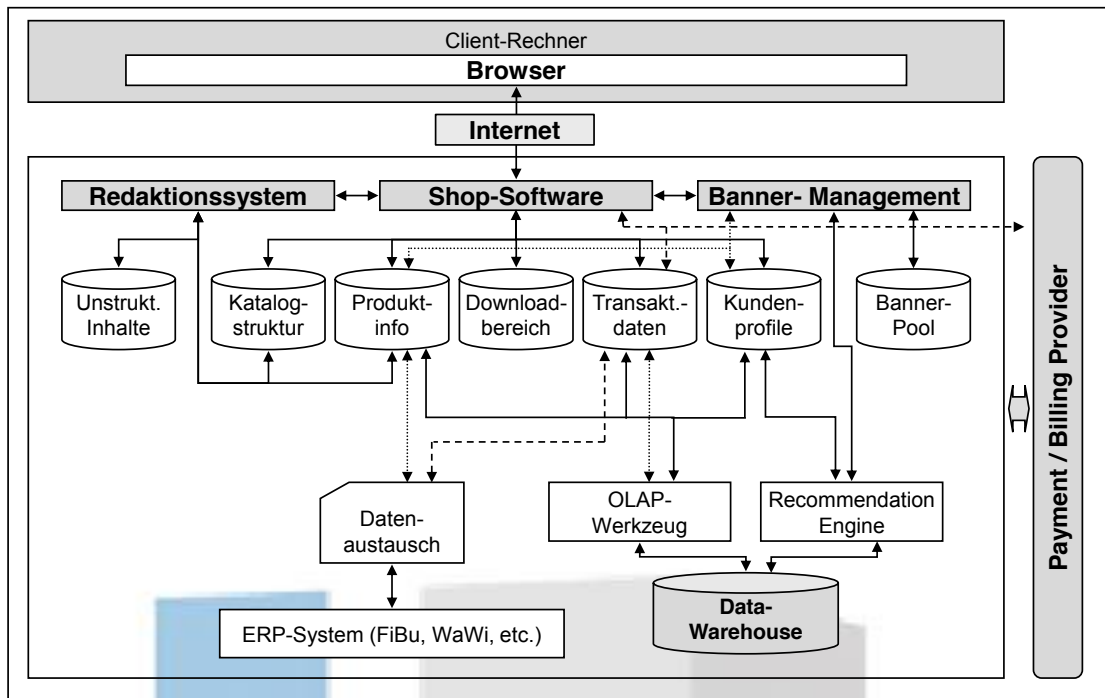 Client-Rechner
Browser
Internet
Redaktionssystem
Shop-Software
Banner- Management
Unstrukt.
Inhalte
Katalog-
struktur
Produkt-
info
Download-
bereich
Transakt.-
daten
Kunden-
profile
Banner-
Pool
Payment / Billing Provider
Daten-
austausch
OLAP-
Werkzeug
Recommendation
Engine
ERP-System (FiBu, WaWi, etc.)
Data-
Warehouse